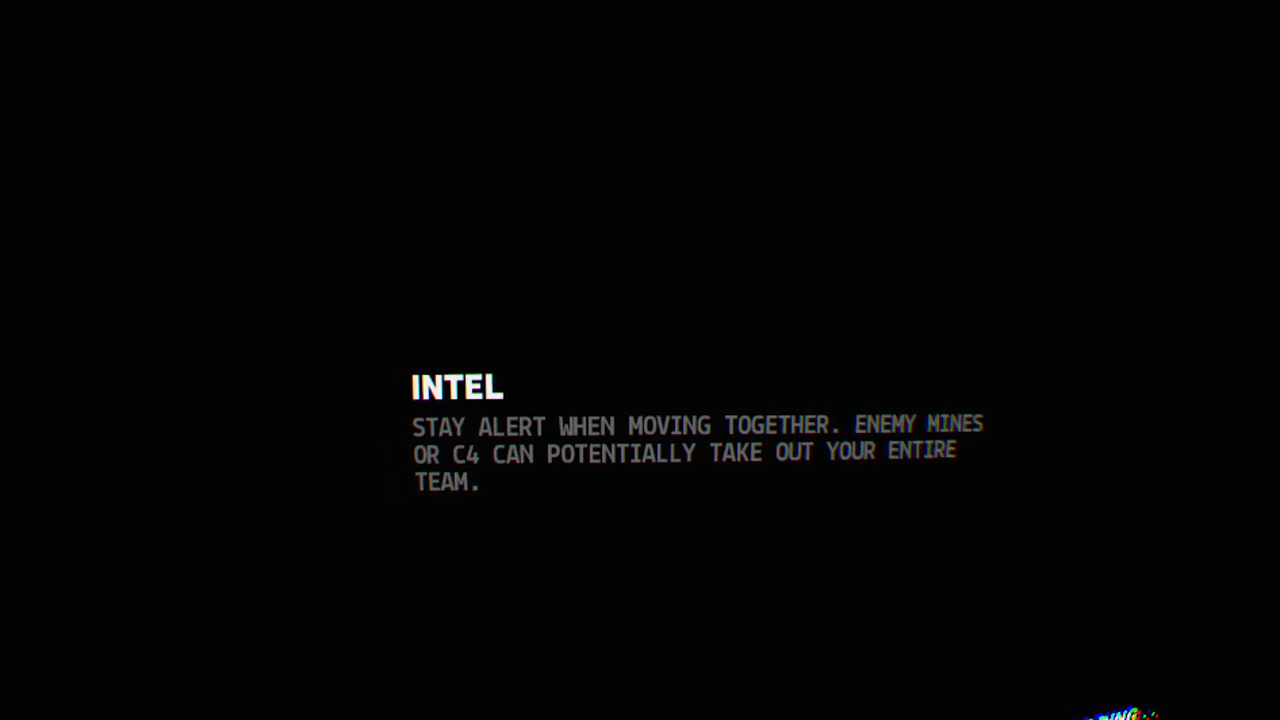 INTEL
STAY ALERT WHEN MOVING TOGETHER. ENEMY MINES
OR C4 CAN POTENTIALLY TAKE OUT YOUR ENTIRE
TEAM.